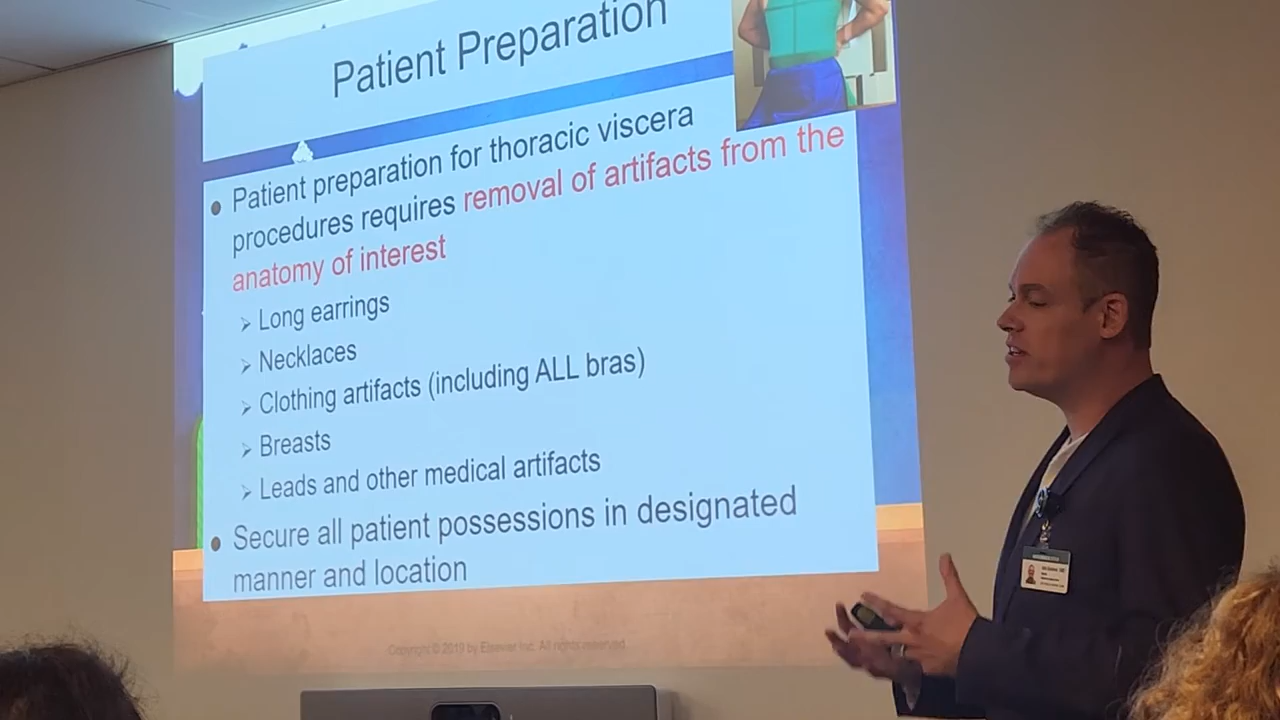 Patient Preparation
Patient preparation for thoracic viscera
procedures requires removal of artifacts from the
anatomy of interest
Long earrings
Necklaces
Clothing artifacts (including ALL bras)
Breasts
Leads and other medical artifacts
Secure all patient possessions in designated
manner and location
Copyright © 2019 by Elsevier Inc. All rights reserved.